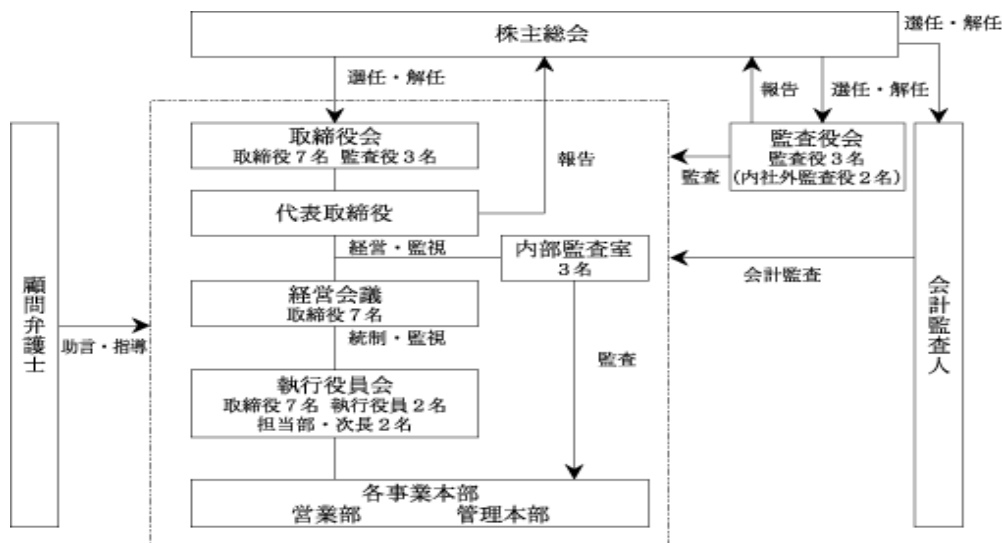 株主総会
選任・解任
選任・解任
報告
選任・解任
取締役会
取締役７名 監査役３名
監査役会
監査役３名
(内社外監査役２名)
報告
監査
代表取締役
経営・監視
内部監査室
３名
会計監査
経営会議
取締役７名
統制・監視
顧問弁護士
助言・指導
会計監査人
監査
執行役員会
取締役７名 執行役員２名
担当部・次長２名
各事業本部
営業部 管理本部